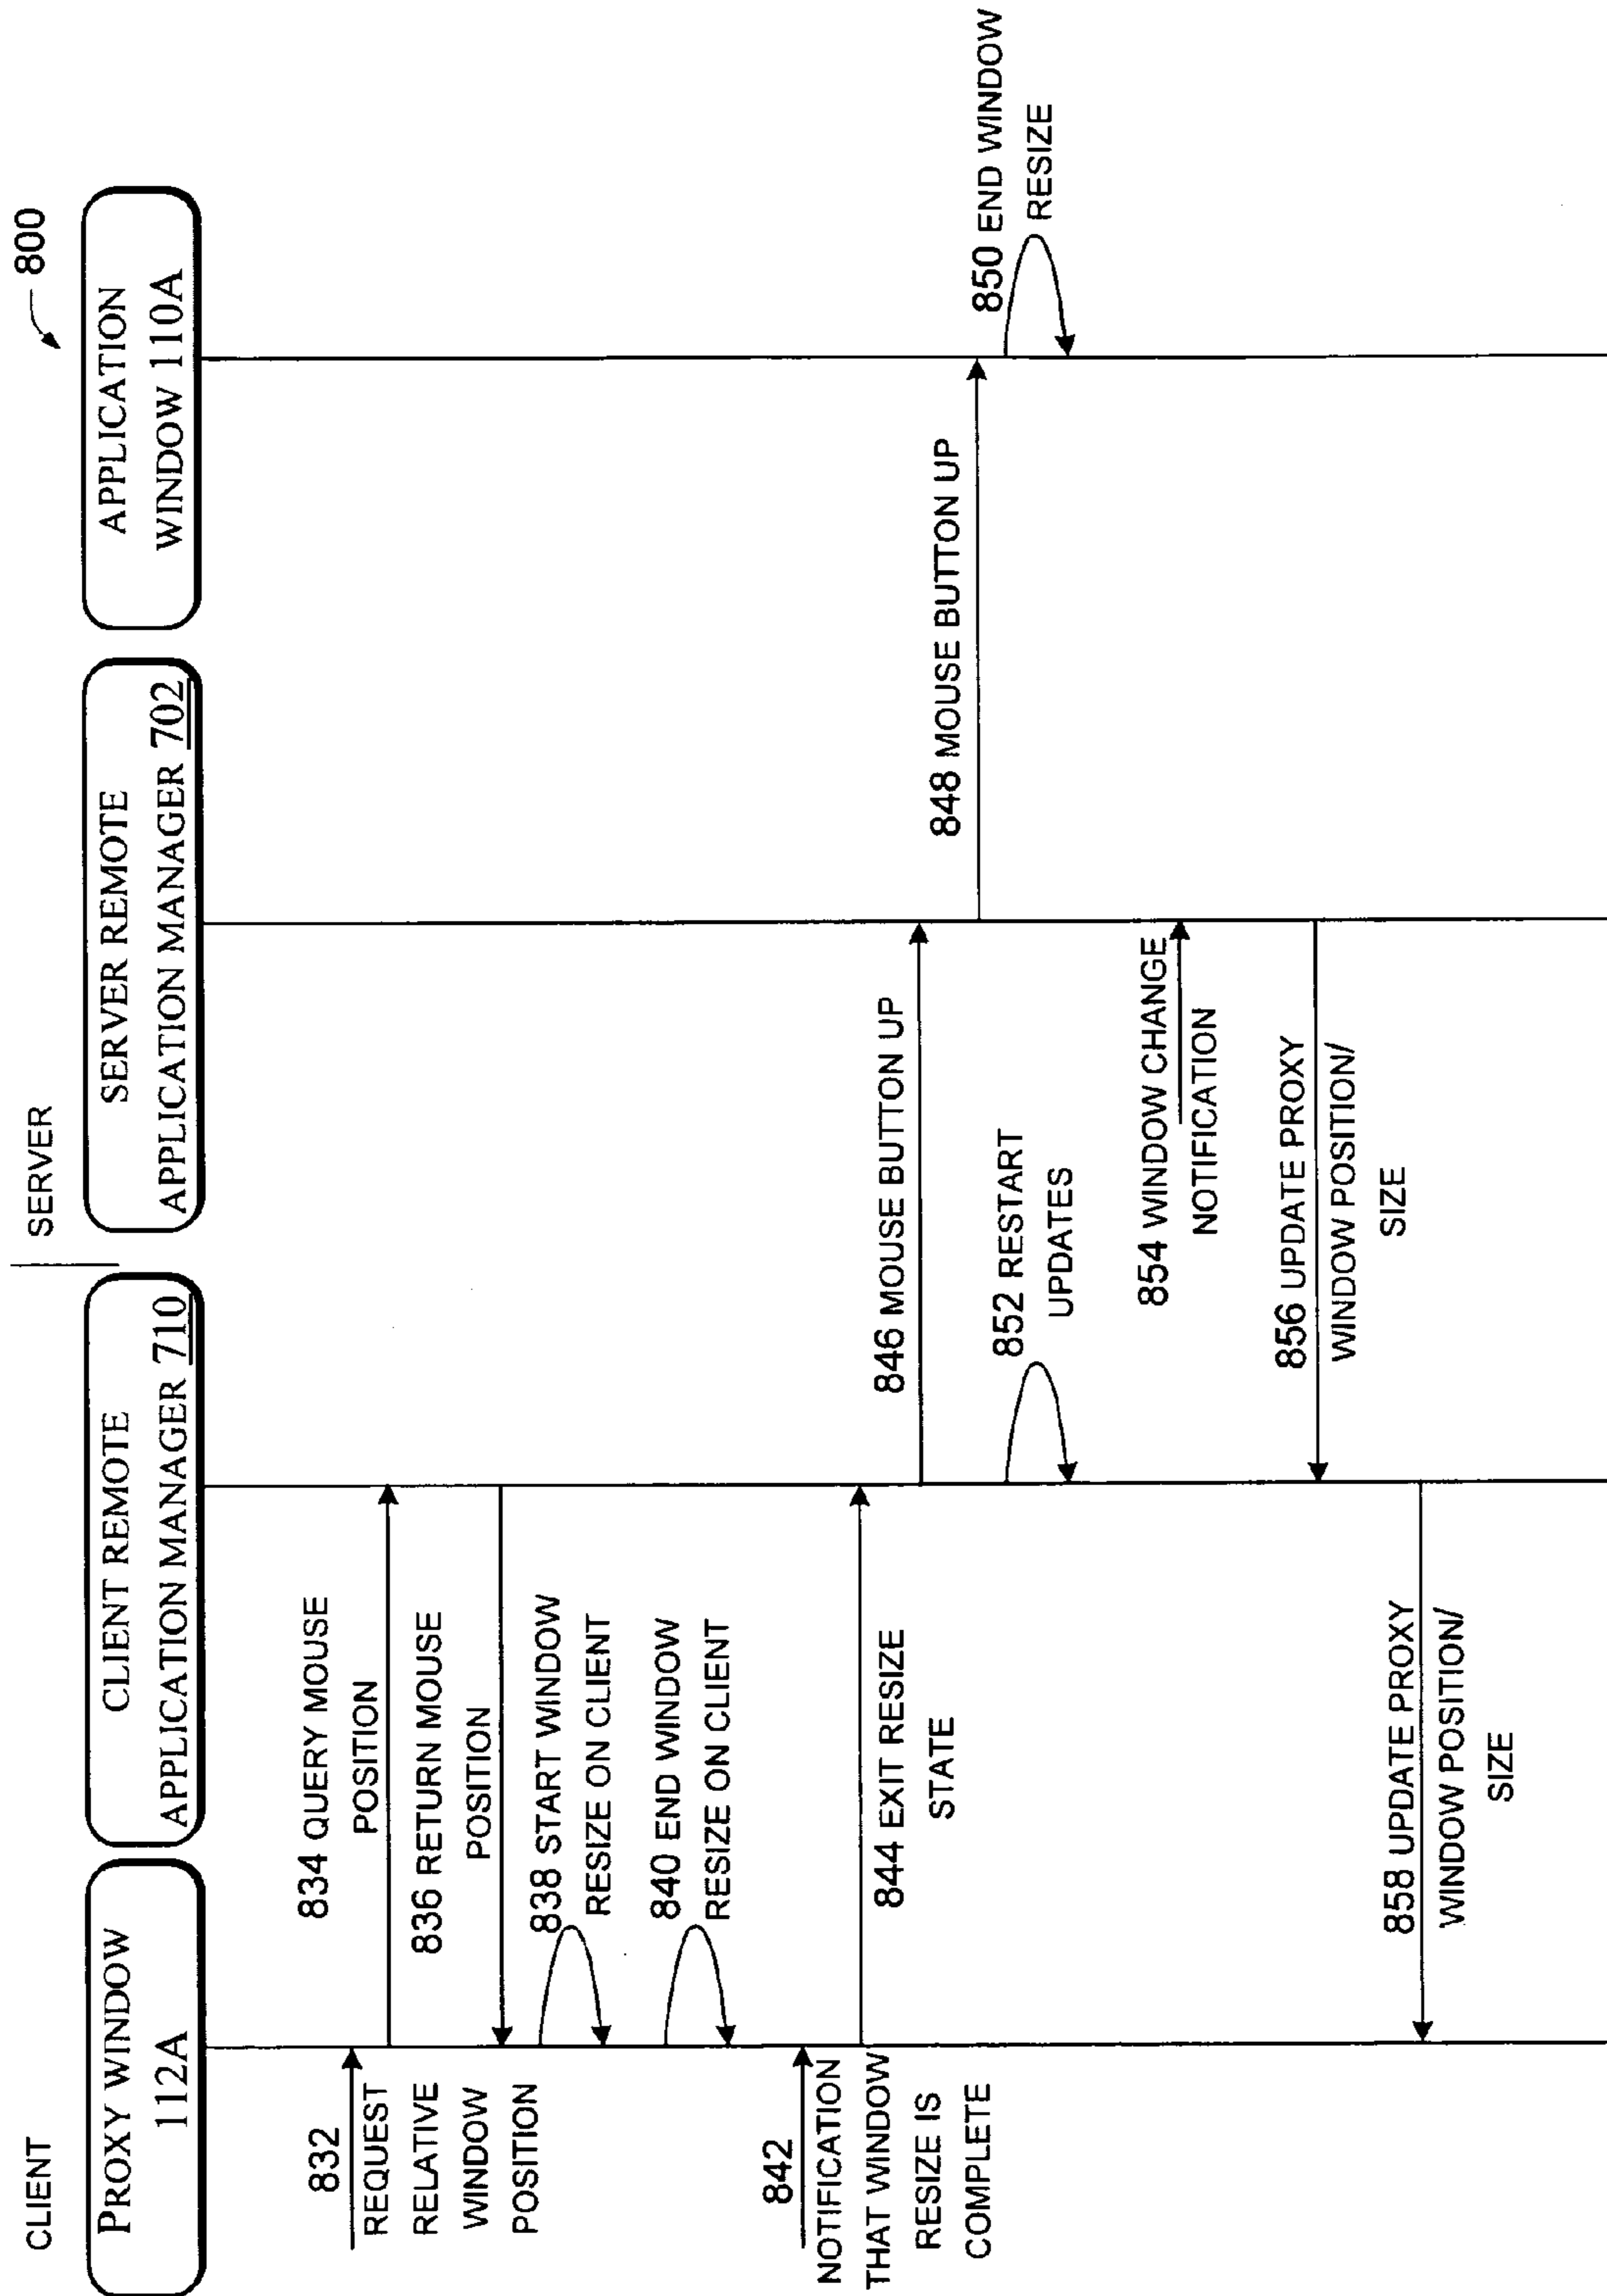 CLIENT
SERVER
800
PROXY WINDOW
112A
CLIENT REMOTE
APPLICATION MANAGER 710
SERVER REMOTE
APPLICATION MANAGER 702
APPLICATION
WINDOW 110A
832
REQUEST
RELATIVE
WINDOW
POSITION
834 QUERY MOUSE
POSITION
836 RETURN MOUSE
POSITION
838 START WINDOW
RESIZE ON CLIENT
840 END WINDOW
RESIZE ON CLIENT
842
NOTIFICATION
THAT WINDOW
RESIZE IS
COMPLETE
844 EXIT RESIZE
STATE
846 MOUSE BUTTON UP
848 MOUSE BUTTON UP
850 END WINDOW
RESIZE
852 RESTART
UPDATES
854 WINDOW CHANGE
NOTIFICATION
856 UPDATE PROXY
WINDOW POSITION/
SIZE
858 UPDATE PROXY
WINDOW POSITION/
SIZE